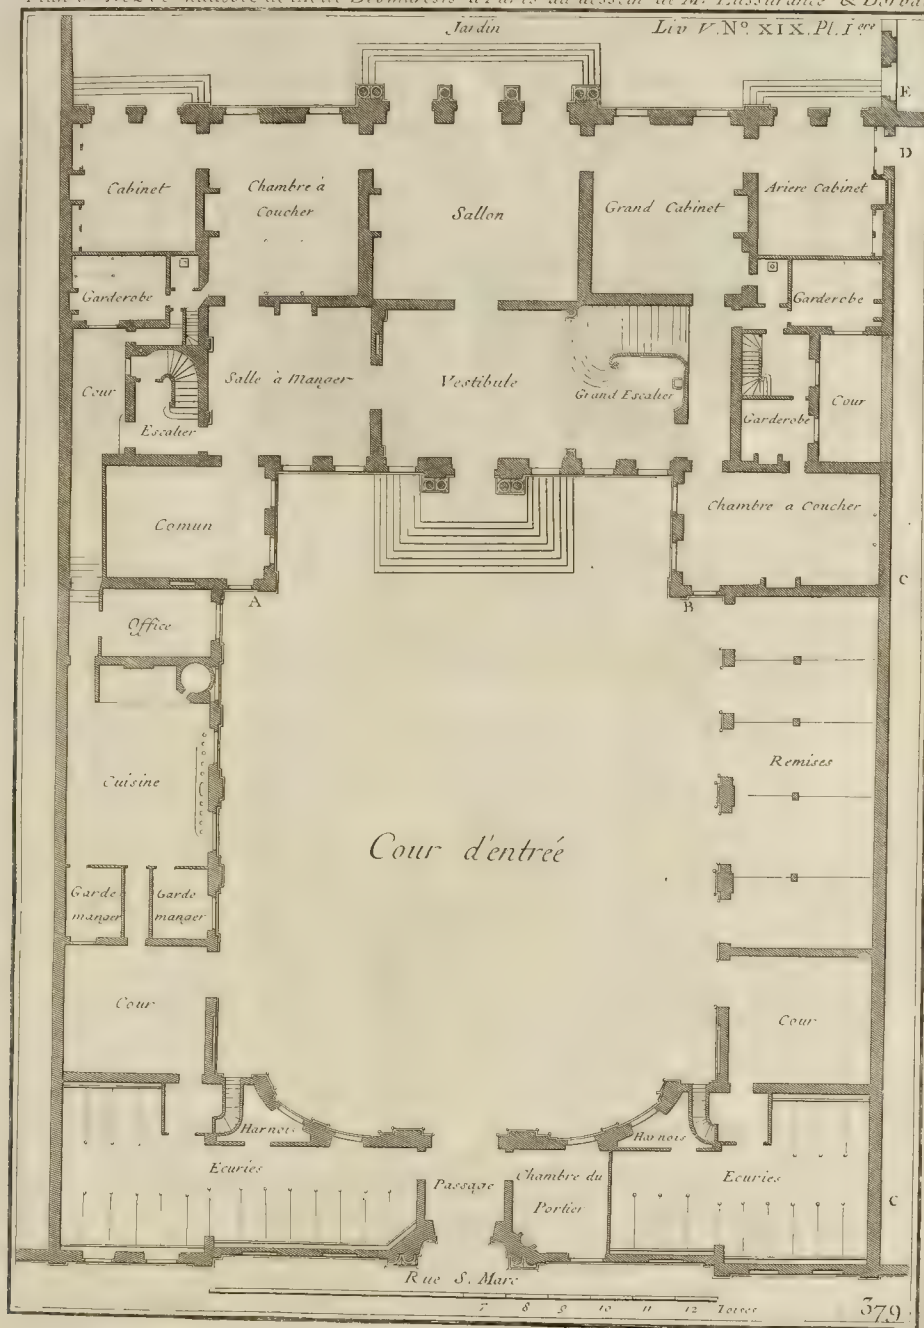 Jardin
Liv V. Nº. XIX. Pl. I ere
E
D
Cabinet
Chambre à
Coucher
Sallon
Grand Cabinet
Ariere Cabinet
Garderobe
Garderobe
Cour
Salle à Manger
Vestibule
Grand Escalier
Escalier
Garderobe
Cour
Comun
Chambre a Coucher
A
B
C
Office
Cuisine
Remises
Cour d'entrée
Garde
manger
Garde
manger
Cour
Cour
Harnois
Harnois
Ecuries
Passage
Chambre du
Portier
Ecuries
C
Rue S. Marc
7 8 9 10 11 12 Toises
379